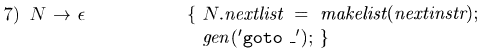 7) N → ϵ { N.nextlist = makelist(nextinstr);
gen('goto _'); }